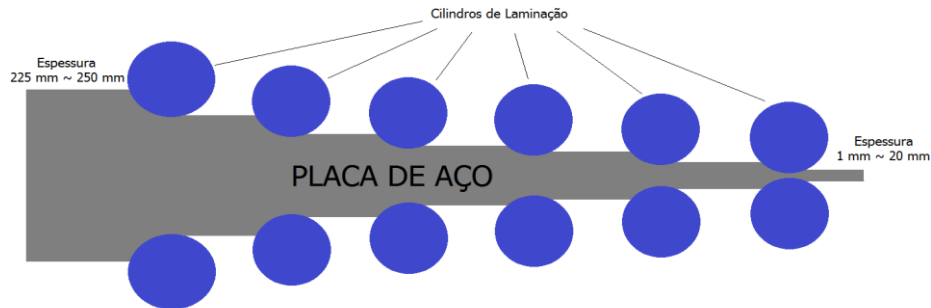 Cilindros de Laminação
Espessura
225 mm ~ 250 mm
PLACA DE AÇO
Espessura
1 mm ~ 20 mm